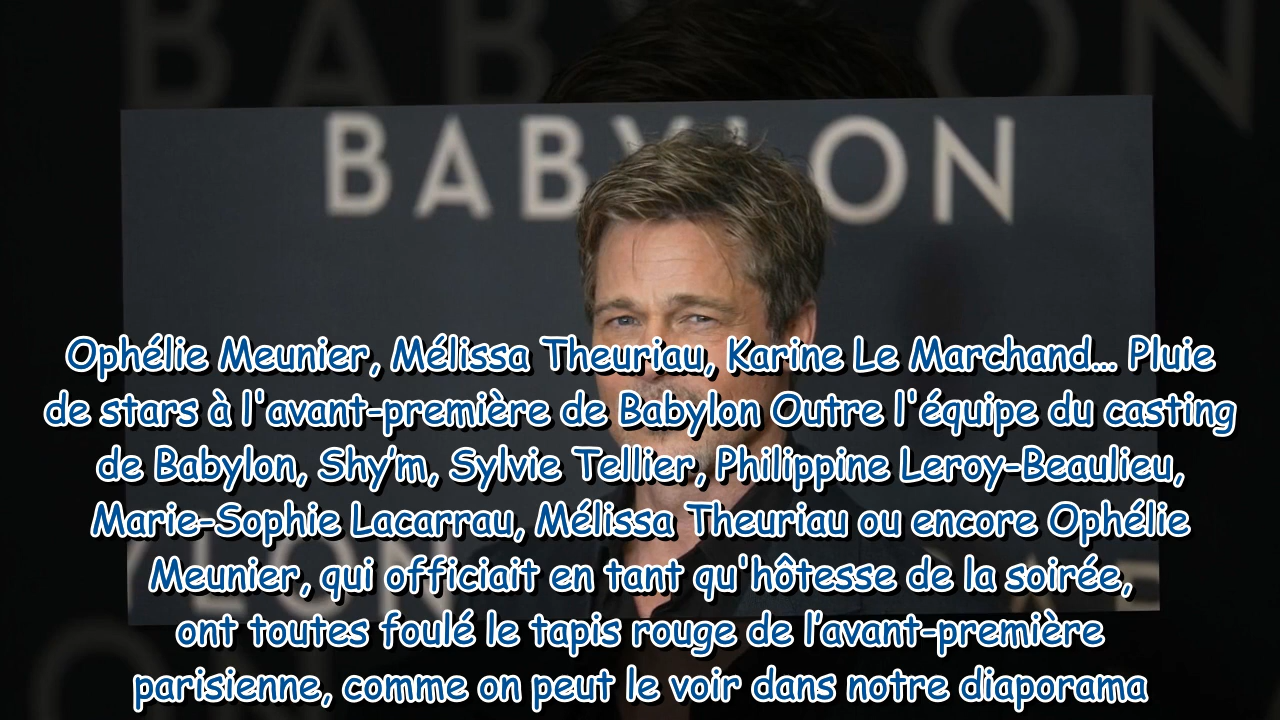 BABYLON
Ophélie Meunier, Mélissa Theuriau, Karine Le Marchand... Pluie
de stars à l'avant-première de Babylon Outre l'équipe du casting
de Babylon, Shy’m, Sylvie Tellier, Philippine Leroy-Beaulieu,
Marie-Sophie Lacarrau, Mélissa Theuriau ou encore Ophélie
Meunier, qui officiait en tant qu'hôtesse de la soirée,
ont toutes foulé le tapis rouge de l’avant-première
parisienne, comme on peut le voir dans notre diaporama